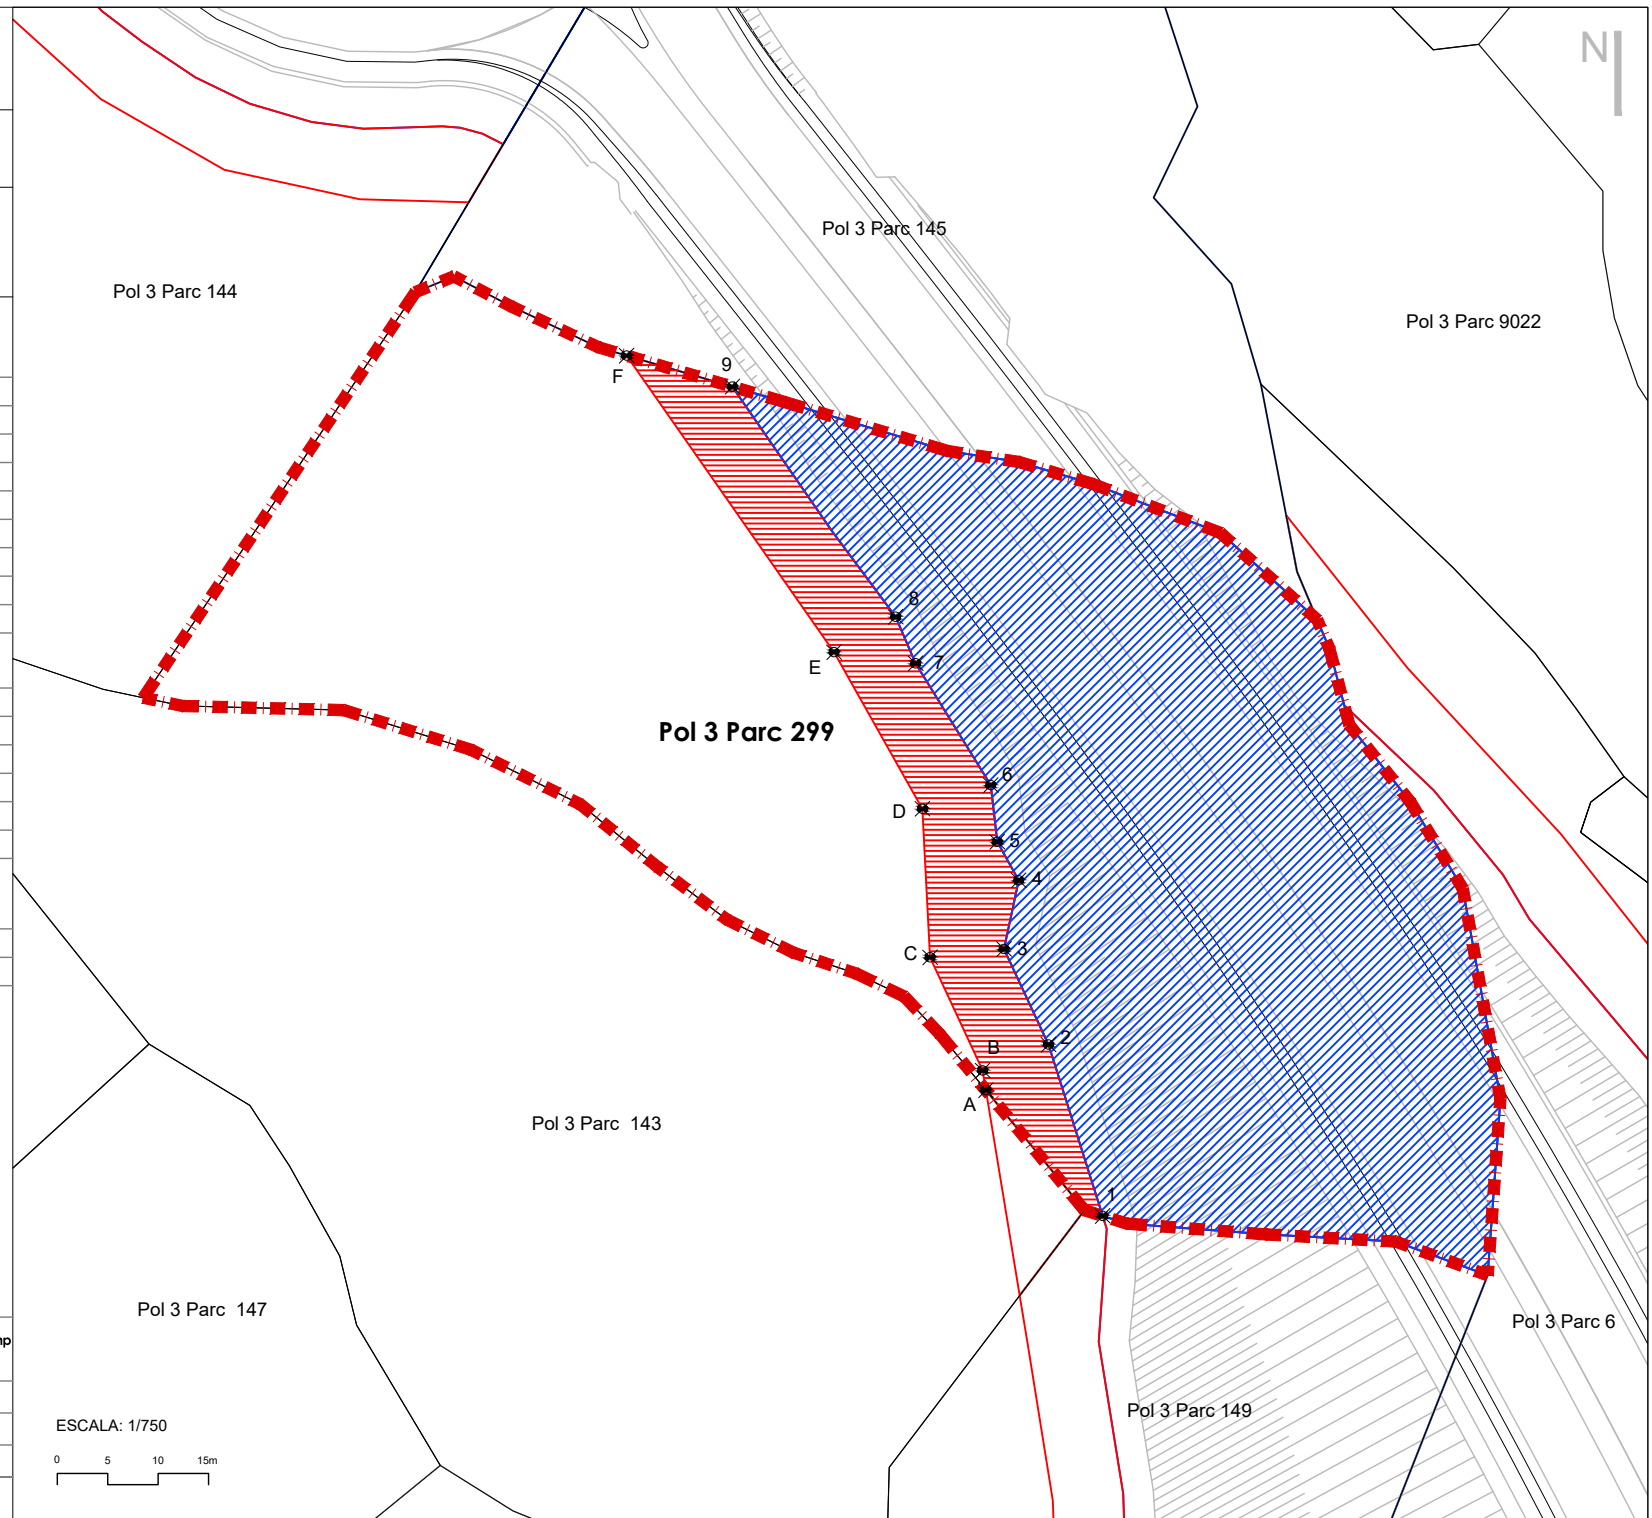 N
Pol 3 Parc 145
Pol 3 Parc 144
Pol 3 Parc 9022
9
F
8
E
7
Pol 3 Parc 299
6
D
5
4
C
3
2
B
A
Pol 3 Parc 143
1
Pol 3 Parc 147
Pol 3 Parc 6
Pol 3 Parc 149
ESCALA: 1/750
0 5 10 15m